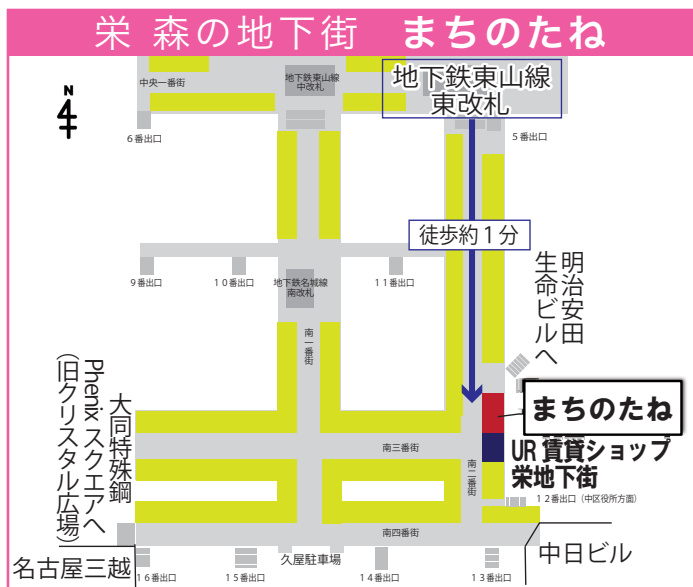 栄 森の地下街 まちのたね
中央一番街
地下鉄東山線
中改札
地下鉄東山線
東改札
N
6番出口
5番出口
徒歩約1分
9番出口
10番出口
地下鉄名城線
南改札
11番出口
明治安田
生命ビルへ
南一番街
大同特殊鋼
Phenixスクエアへ
(旧クリスタル広場)
まちのたね
UR賃貸ショップ
栄地下街
南三番街
南二番街
12番出口(中区役所方面)
南四番街
名古屋三越
久屋駐車場
中日ビル
16番出口
15番出口
14番出口
13番出口